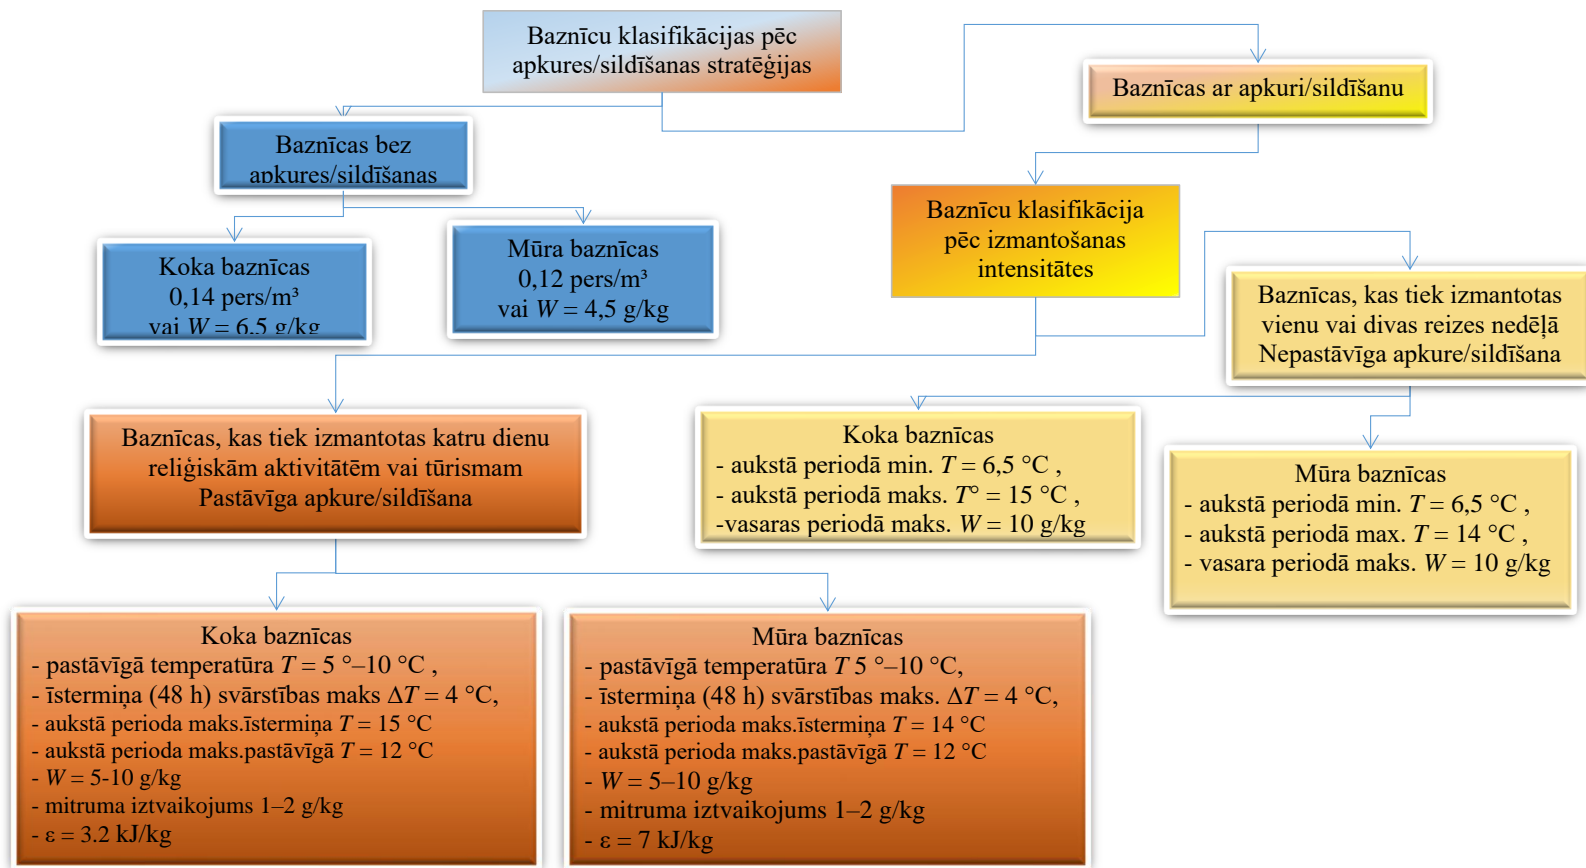 Baznīcu klasifikācijas pēc
apkures/sildīšanas stratēģijas
Baznīcas ar apkuri/sildīšanu
Baznīcas bez
apkures/sildīšanas
Baznīcu klasifikācija
pēc izmantošanas
intensitātes
Koka baznīcas
0,14 pers/m³
vai W = 6,5 g/kg
Mūra baznīcas
0,12 pers/m³
vai W = 4,5 g/kg
Baznīcas, kas tiek izmantotas
vienu vai divas reizes nedēļā
Nepastāvīga apkure/sildīšana
Baznīcas, kas tiek izmantotas katru dienu
reliģiskām aktivitātēm vai tūrismam
Pastāvīga apkure/sildīšana
Koka baznīcas
- aukstā periodā min. T = 6,5 °C ,
- aukstā periodā maks. T° = 15 °C ,
-vasaras periodā maks. W = 10 g/kg
Mūra baznīcas
- aukstā periodā min. T = 6,5 °C ,
- aukstā periodā max. T = 14 °C ,
- vasara periodā maks. W = 10 g/kg
Koka baznīcas
- pastāvīgā temperatūra T = 5 °–10 °C ,
- īstermiņa (48 h) svārstības maks ΔT = 4 °C,
- aukstā perioda maks.īstermiņa T = 15 °C
- aukstā perioda maks.pastāvīgā T = 12 °C
- W = 5-10 g/kg
- mitruma iztvaikojums 1–2 g/kg
- ε = 3.2 kJ/kg
Mūra baznīcas
- pastāvīgā temperatūra T 5 °–10 °C,
- īstermiņa (48 h) svārstības maks. ΔT = 4 °C,
- aukstā perioda maks.īstermiņa T = 14 °C
- aukstā perioda maks.pastāvīgā T = 12 °C
- W = 5–10 g/kg
- mitruma iztvaikojums 1–2 g/kg
- ε = 7 kJ/kg